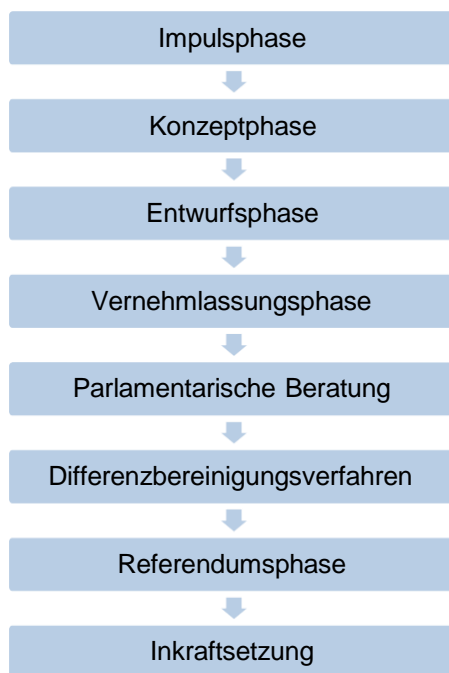 Impulsphase
Konzeptphase
Entwurfsphase
Vernehmlassungsphase
Parlamentarische Beratung
Differenzbereinigungsverfahren
Referendumsphase
Inkraftsetzung